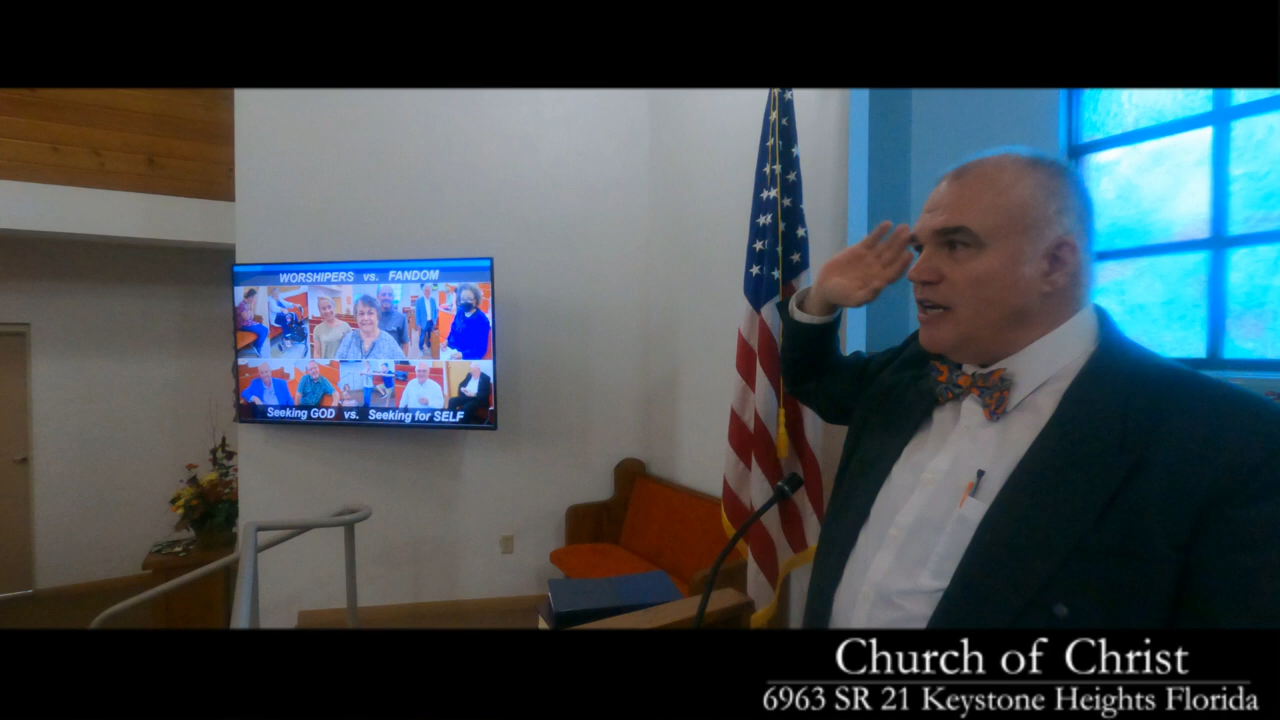 WORSHIPERS vs. FANDOM
Seeking GOD vs. Seeking for SELF
Church of Christ
6963 SR 21 Keystone Heights Florida